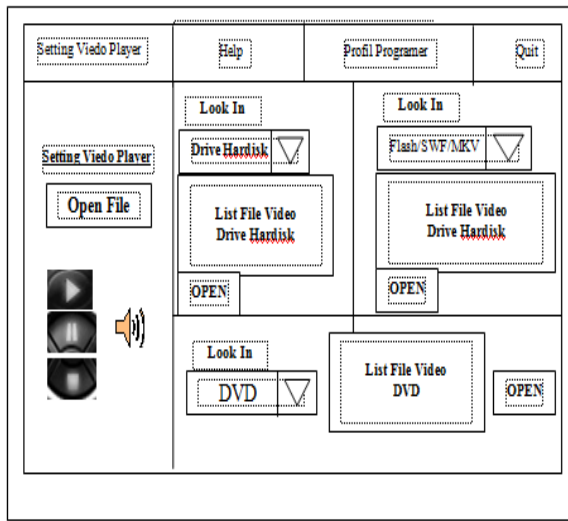 Setting Viedo Player
Help
Profil Programer
Quit
Setting Viedo Player
Open File
Look In
Drive Hardisk
List File Video
Drive Hardisk
OPEN
Look In
Flash/SWF/MKV
List File Video
Drive Hardisk
OPEN
Look In
DVD
List File Video
DVD
OPEN